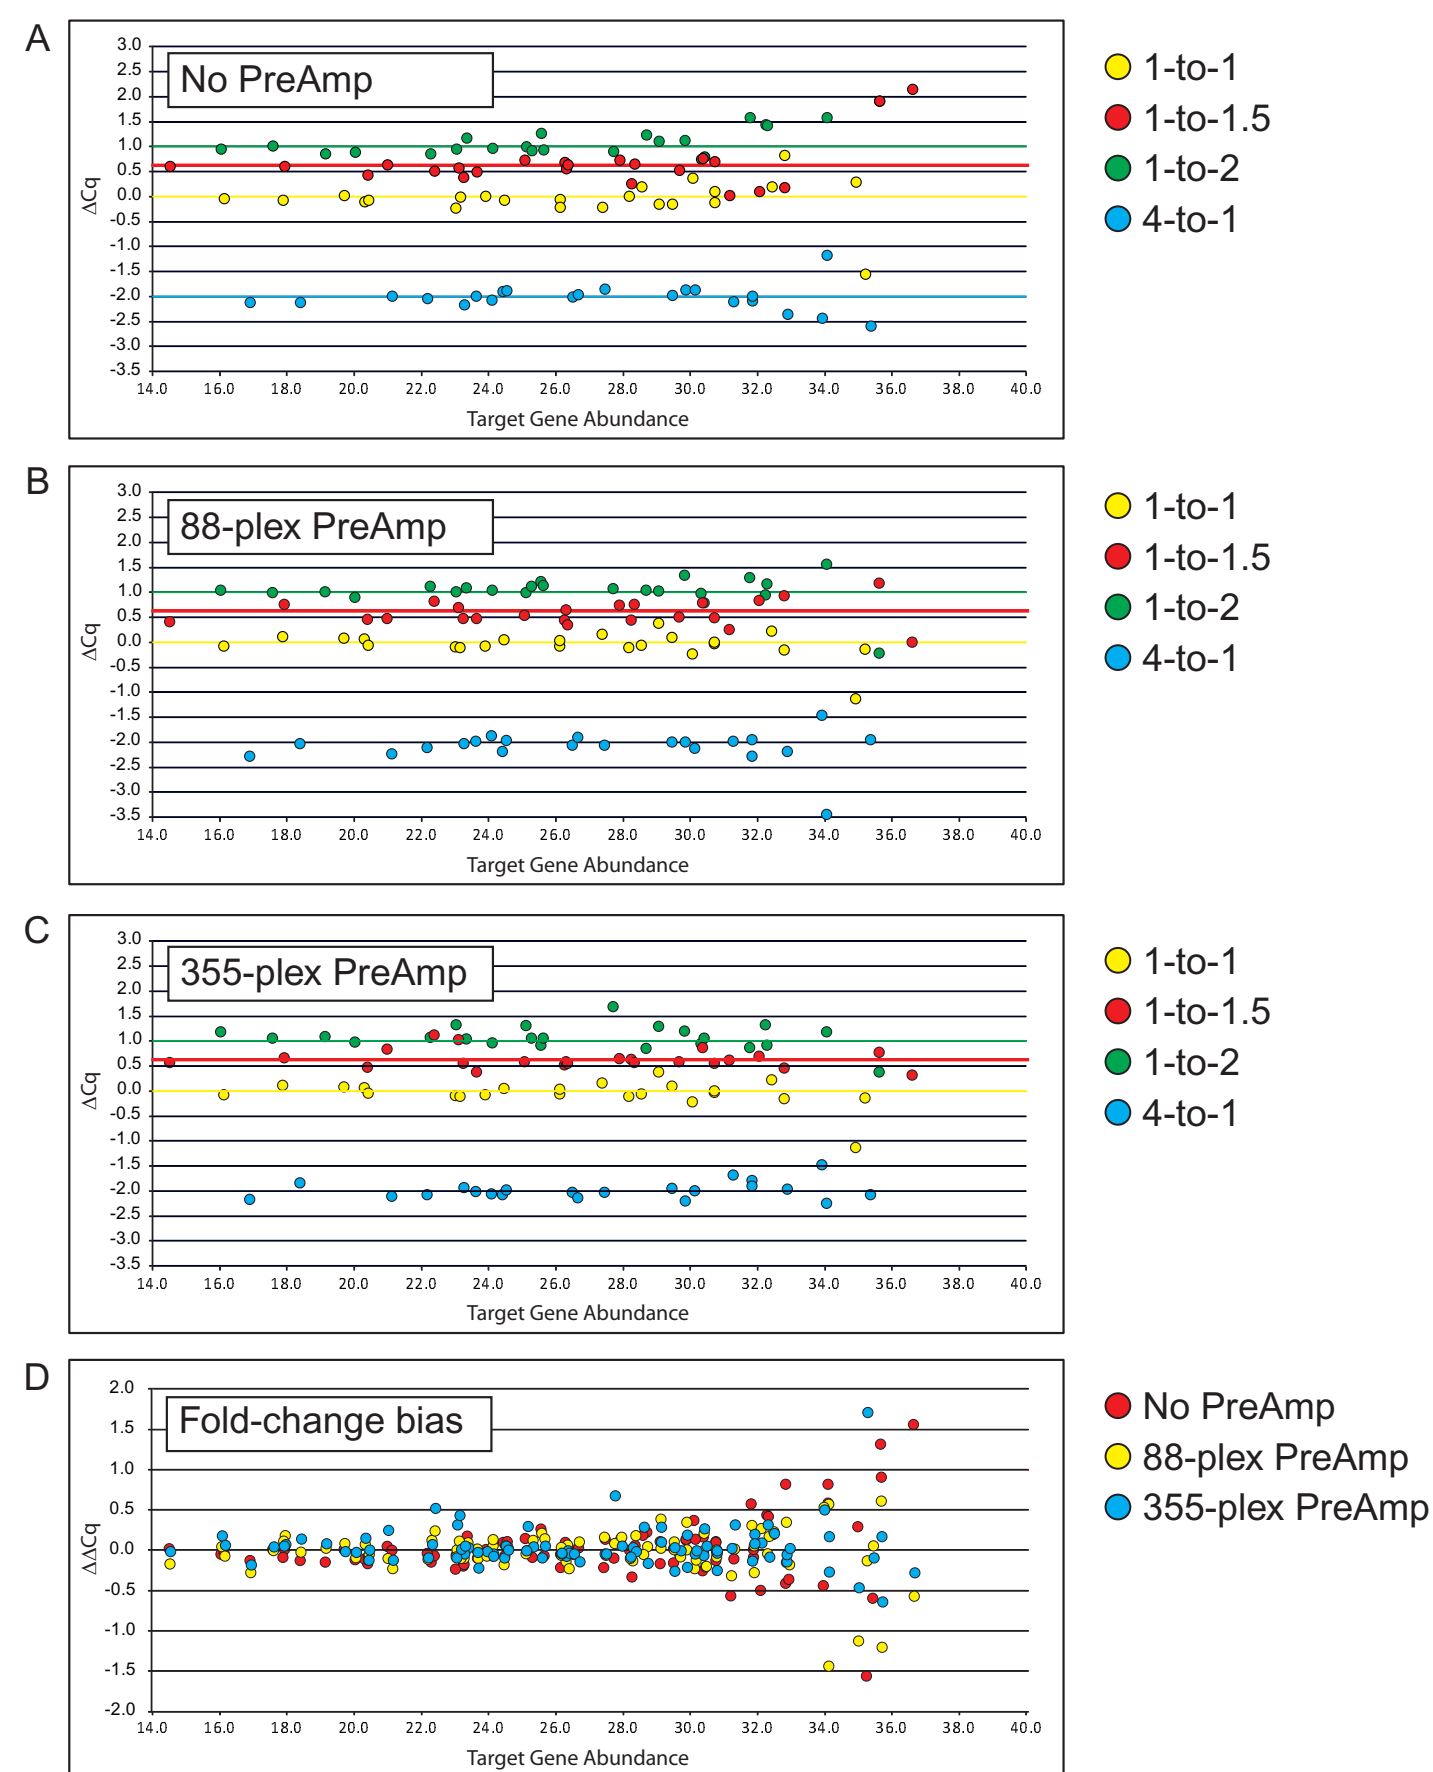 A
No PreAmp
3.0
2.5
2.0
1.5
1.0
0.5
0.0
-0.5
-1.0
-1.5
-2.0
-2.5
-3.0
-3.5
ΔCq
14.0 16.0 18.0 20.0 22.0 24.0 26.0 28.0 30.0 32.0 34.0 36.0 38.0 40.0
Target Gene Abundance
1-to-1
1-to-1.5
1-to-2
4-to-1
B
88-plex PreAmp
3.0
2.5
2.0
1.5
1.0
0.5
0.0
-0.5
-1.0
-1.5
-2.0
-2.5
-3.0
-3.5
ΔCq
14.0 16.0 18.0 20.0 22.0 24.0 26.0 28.0 30.0 32.0 34.0 36.0 38.0 40.0
Target Gene Abundance
1-to-1
1-to-1.5
1-to-2
4-to-1
C
355-plex PreAmp
3.0
2.5
2.0
1.5
1.0
0.5
0.0
-0.5
-1.0
-1.5
-2.0
-2.5
-3.0
-3.5
ΔCq
14.0 16.0 18.0 20.0 22.0 24.0 26.0 28.0 30.0 32.0 34.0 36.0 38.0 40.0
Target Gene Abundance
1-to-1
1-to-1.5
1-to-2
4-to-1
D
Fold-change bias
2.0
1.5
1.0
0.5
0.0
-0.5
-1.0
-1.5
-2.0
ΔΔCq
14.0 16.0 18.0 20.0 22.0 24.0 26.0 28.0 30.0 32.0 34.0 36.0 38.0 40.0
Target Gene Abundance
No PreAmp
88-plex PreAmp
355-plex PreAmp